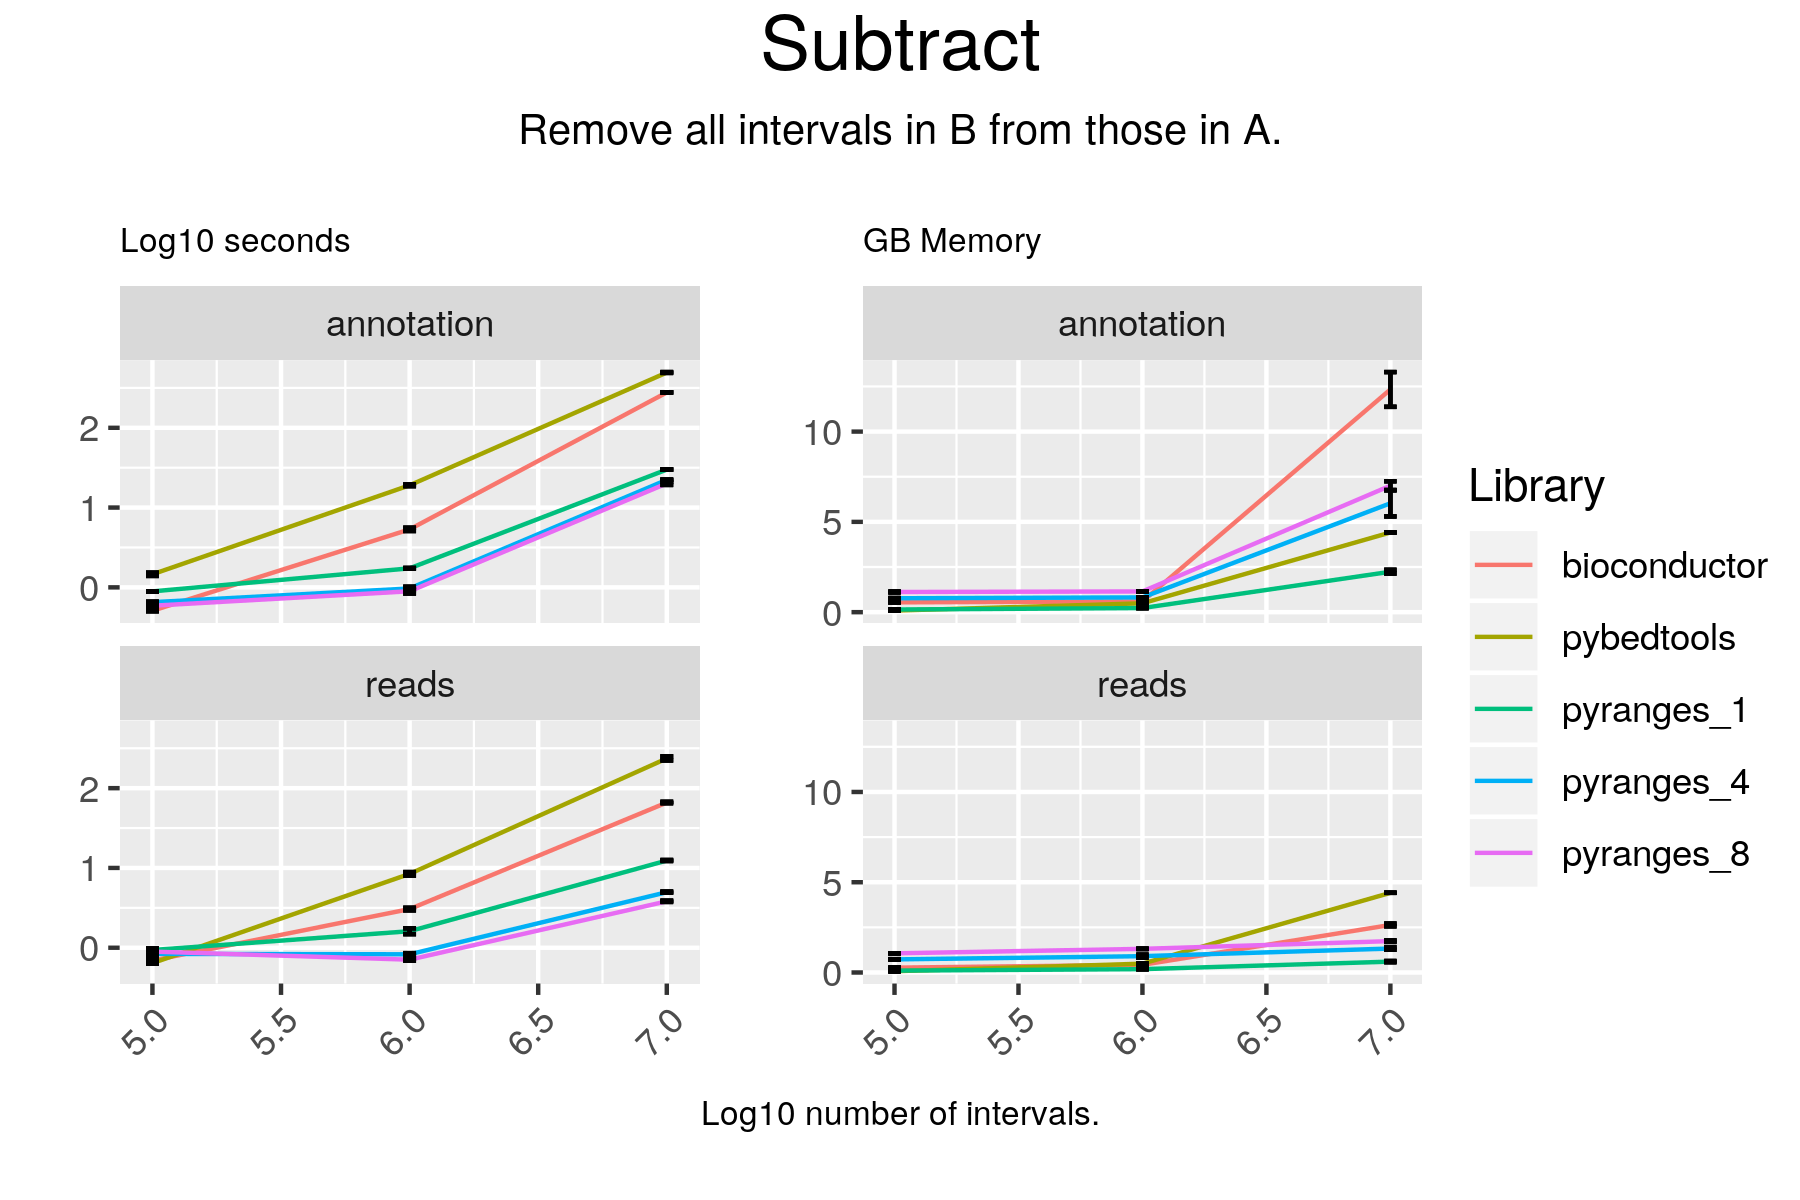 Subtract
Remove all intervals in B from those in A.
Log10 seconds
GB Memory
annotation
annotation
2
1
0
10
5
0
reads
reads
2
1
0
10
5
0
5.0 5.5 6.0 6.5 7.0
5.0 5.5 6.0 6.5 7.0
Log10 number of intervals.
Library
bioconductor
pybedtools
pyranges_1
pyranges_4
pyranges_8